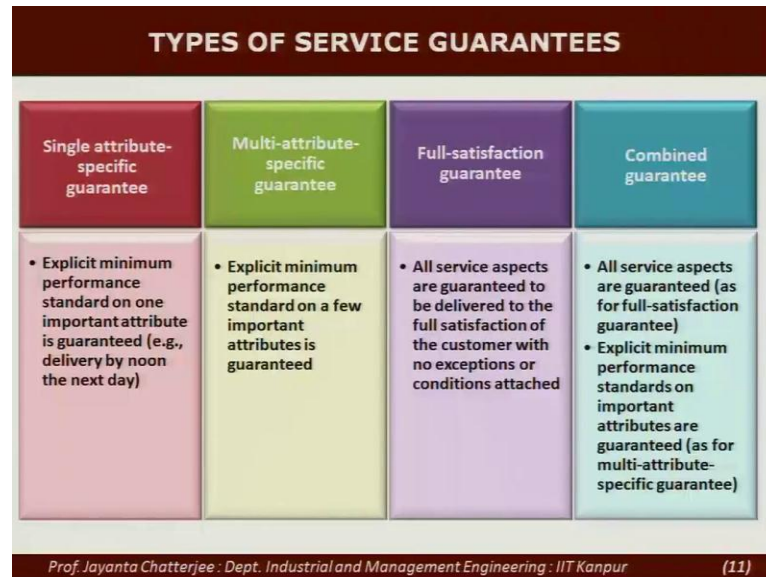 TYPES OF SERVICE GUARANTEES
Single attribute-
specific
guarantee
Multi-attribute-
specific
guarantee
Full-satisfaction
guarantee
Combined
guarantee
• Explicit minimum
performance
standard on one
important attribute
is guaranteed (e.g.,
delivery by noon
the next day)
• Explicit minimum
performance
standard on a few
important
attributes is
guaranteed
• All service aspects
are guaranteed to
be delivered to the
full satisfaction of
the customer with
no exceptions or
conditions attached
• All service aspects
are guaranteed (as
for full-satisfaction
guarantee)
• Explicit minimum
performance
standards on
important
attributes are
guaranteed (as for
multi-attribute-
specific guarantee)
Prof. Jayanta Chatterjee : Dept. Industrial and Management Engineering : IIT Kanpur (11)